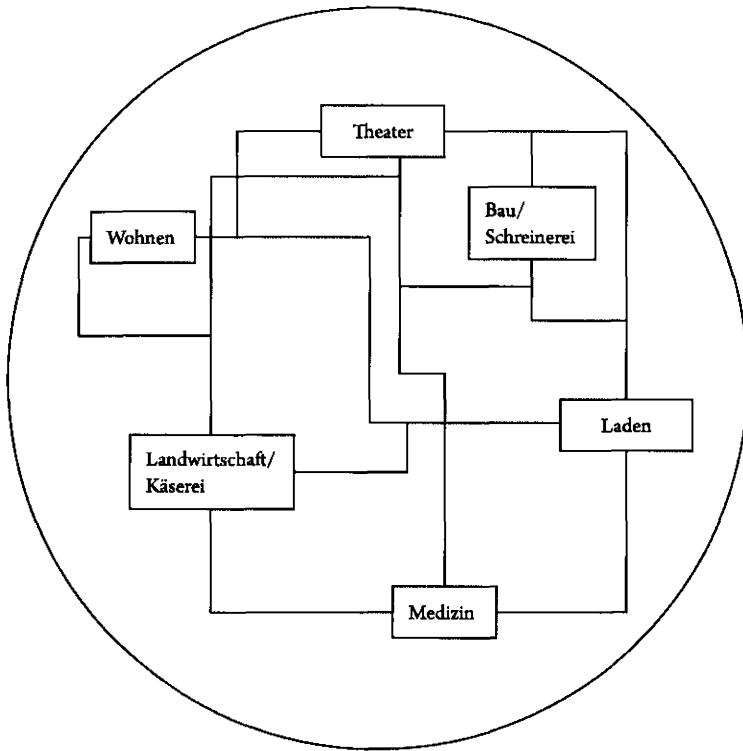 Theater
Bau/
Schreinerei
Wohnen
Laden
Landwirtschaft/
Käserei
Medizin